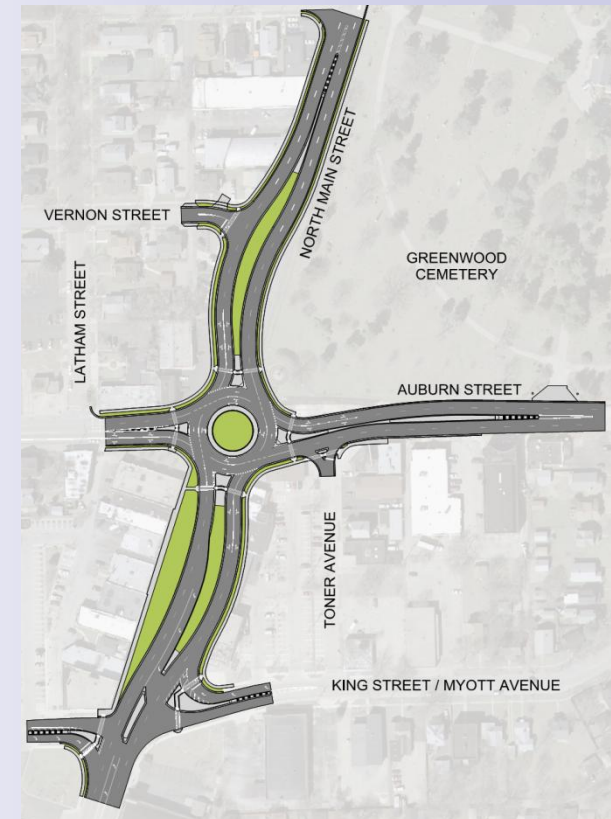 NORTH MAIN STREET
VERNON STREET
GREENWOOD
CEMETERY
LATHAM STREET
AUBURN STREET
TONER AVENUE
KING STREET / MYOTT AVENUE